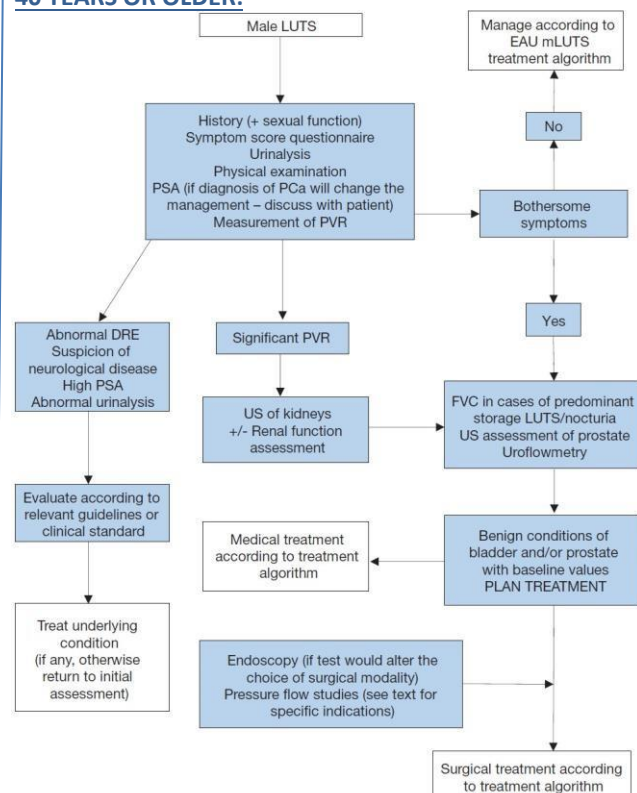 40 YEARS OR OLDER.
Male LUTS
Manage according to
EAU mLUTS
treatment algorithm
History (+ sexual function)
Symptom score questionnaire
Urinalysis
Physical examination
PSA (if diagnosis of PCa will change the
management – discuss with patient)
Measurement of PVR
No
Bothersome
symptoms
Yes
Abnormal DRE
Suspicion of
neurological disease
High PSA
Abnormal urinalysis
Significant PVR
US of kidneys
+/- Renal function
assessment
FVC in cases of predominant
storage LUTS/nocturia
US assessment of prostate
Uroflowmetry
Evaluate according to
relevant guidelines or
clinical standard
Medical treatment
according to treatment
algorithm
Benign conditions of
bladder and/or prostate
with baseline values
PLAN TREATMENT
Treat underlying
condition
(if any, otherwise
return to initial
assessment)
Endoscopy (if test would alter the
choice of surgical modality)
Pressure flow studies (see text for
specific indications)
Surgical treatment according
to treatment algorithm